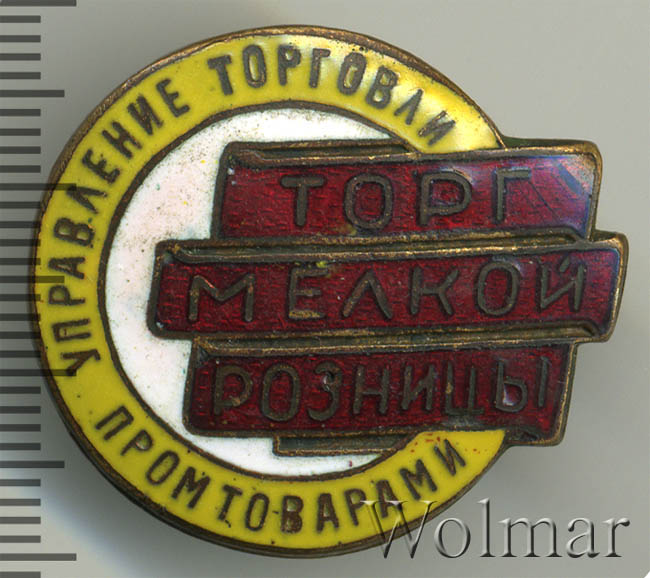 УПРАВЛЕНИЕ ТОРГОВЛИ
ПРОМТОВАРАМИ
ТОРГ
МЕЛКОЙ
РОЗНИЦЫ
Wolmar